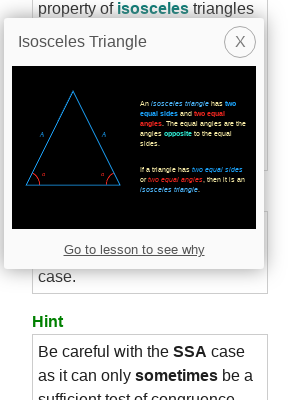 property of isosceles triangles
Isosceles Triangle
X
An isosceles triangle has two
equal sides and two equal
angles. The equal angles are the
angles opposite to the equal
sides.
If a triangle has two equal sides
or two equal angles, then it is an
isosceles triangle.
Go to lesson to see why
case.
Hint
Be careful with the SSA case
as it can only sometimes be a
sufficient test of congruence